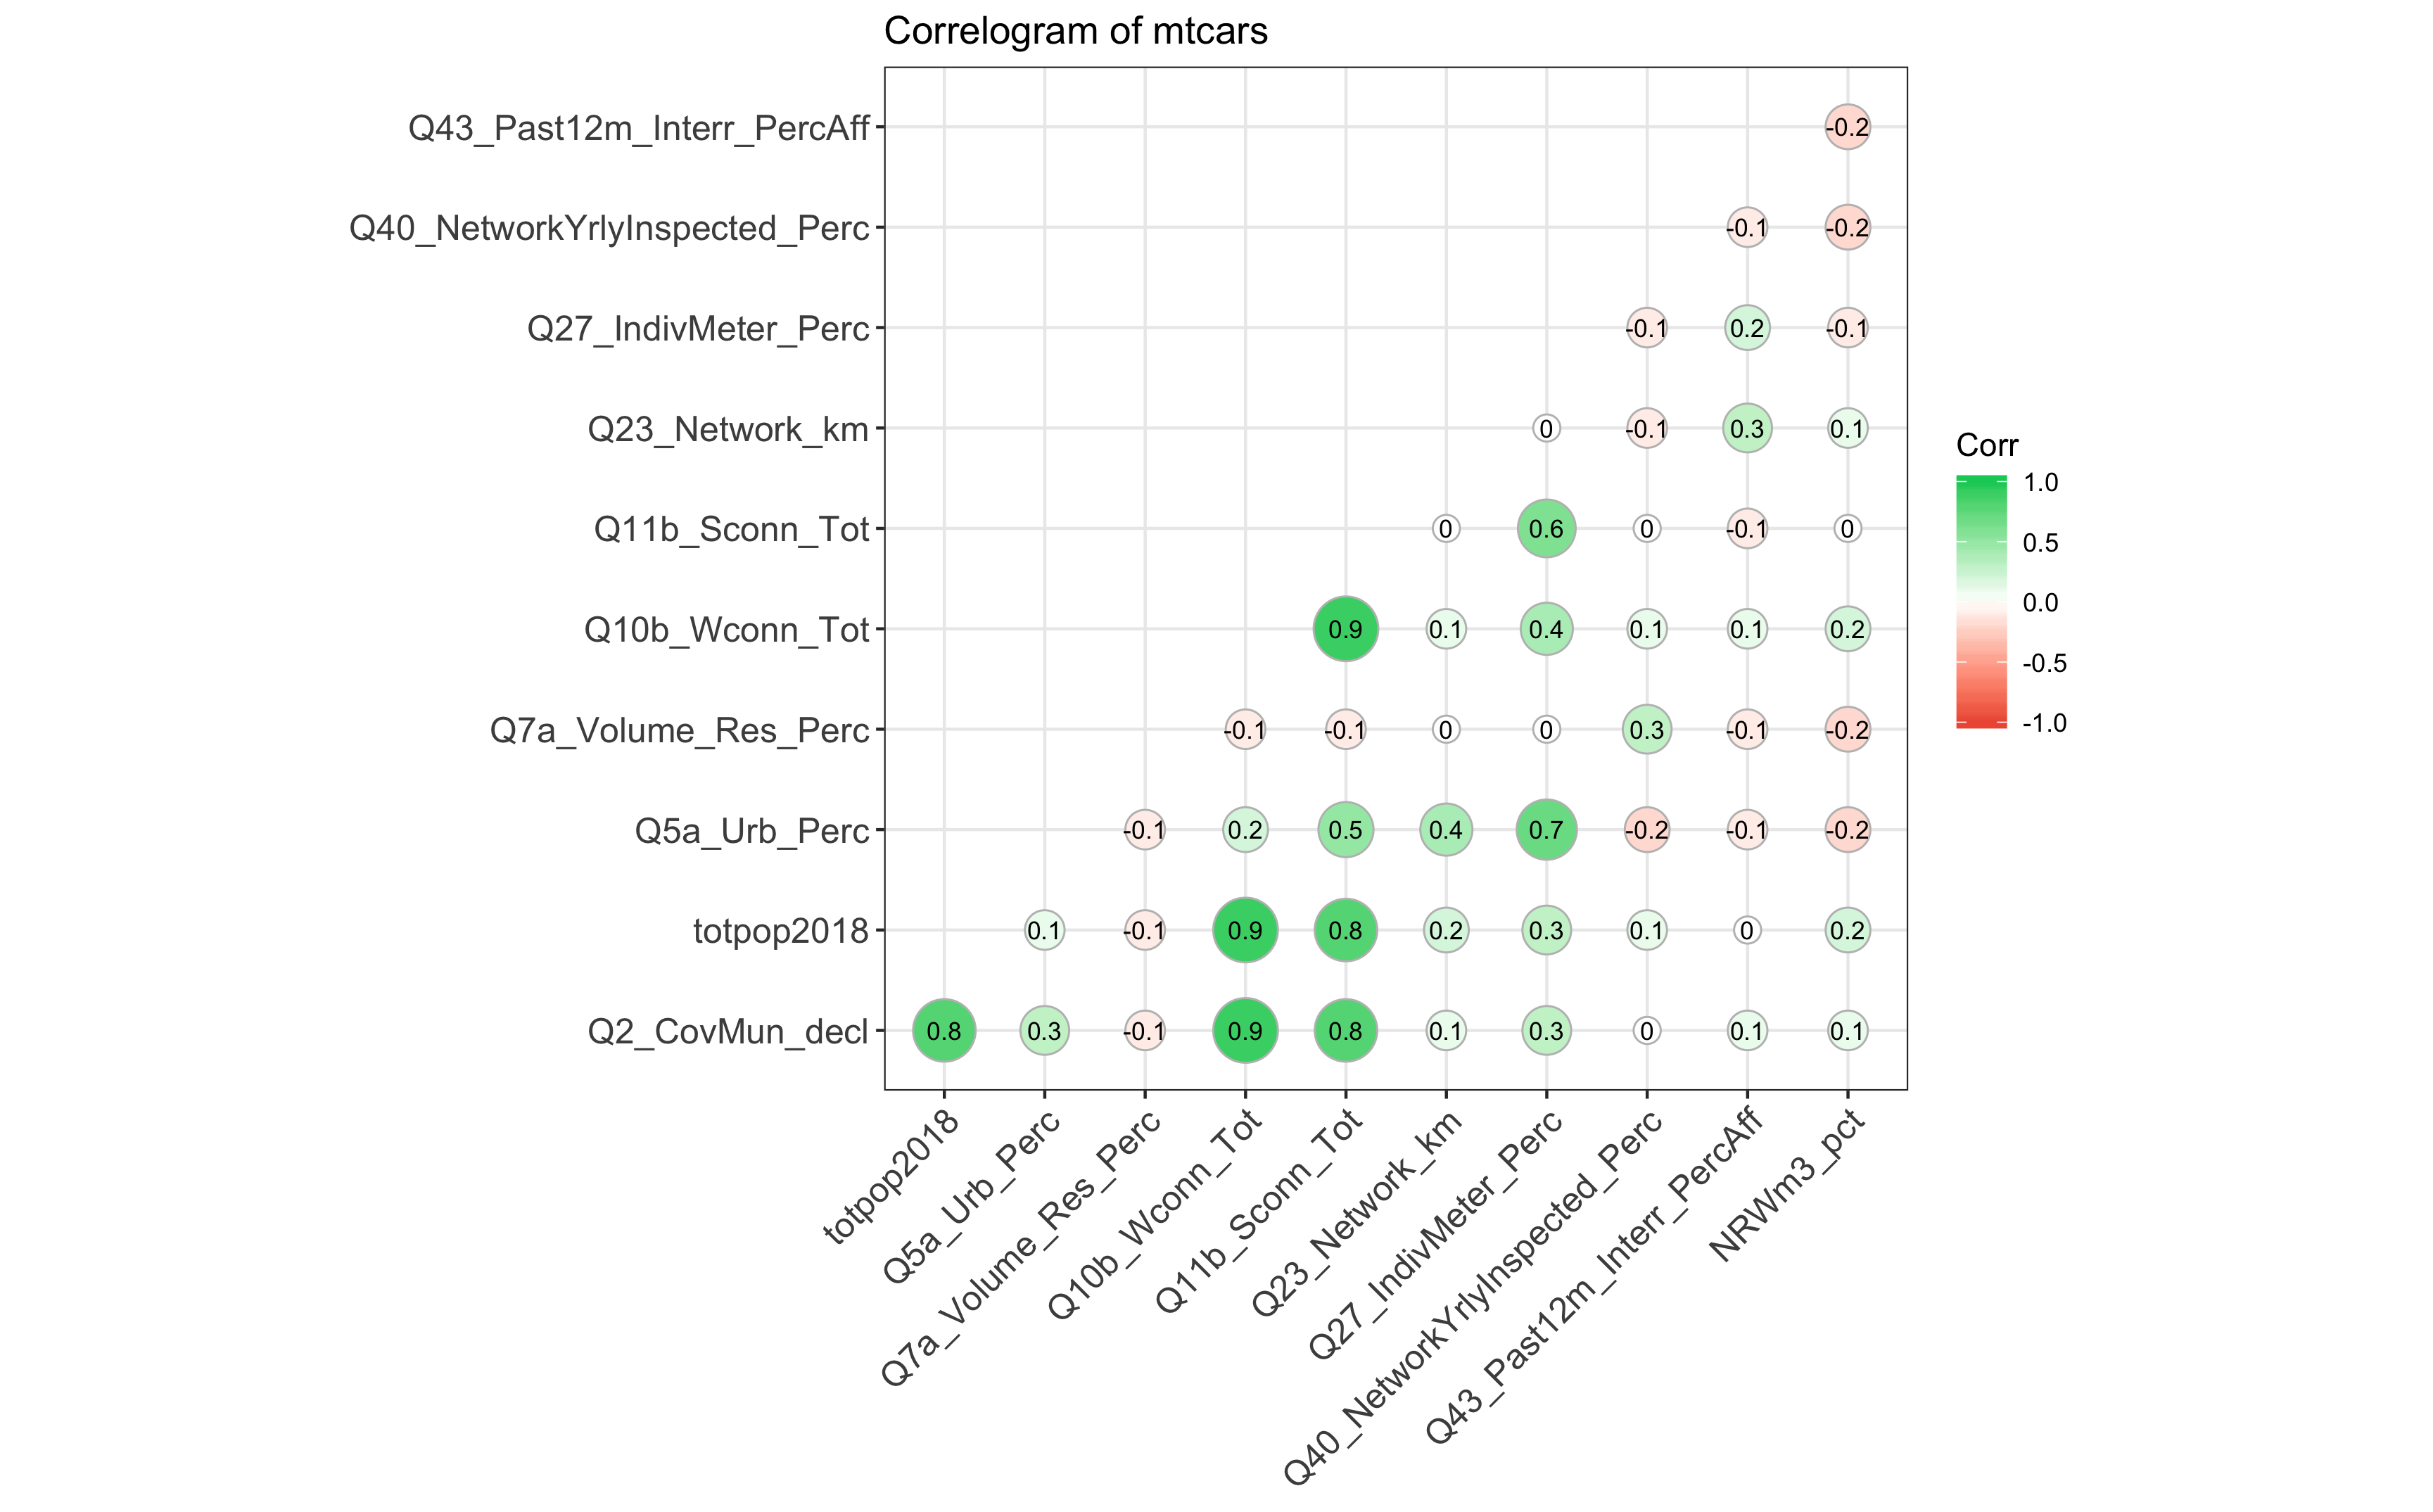 Correlogram of mtcars
Q43_Past12m_Interr_PercAff -0.2
Q40_NetworkYrlyInspected_Perc -0.1 -0.2
Q27_IndivMeter_Perc -0.1 0.2 -0.1
Q23_Network_km 0 -0.1 0.3 0.1
Q11b_Sconn_Tot 0 0.6 0 -0.1 0
Q10b_Wconn_Tot 0.9 0.1 0.4 0.1 0.1 0.2
Q7a_Volume_Res_Perc -0.1 -0.1 0 0 0.3 -0.1 -0.2
Q5a_Urb_Perc -0.1 0.2 0.5 0.4 0.7 -0.2 -0.1 -0.2
totpop2018 0.1 -0.1 0.9 0.8 0.2 0.3 0.1 0 0.2
Q2_CovMun_decl 0.8 0.3 -0.1 0.9 0.8 0.1 0.3 0 0.1 0.1
totpop2018
Q5a_Urb_Perc
Q7a_Volume_Res_Perc
Q10b_Wconn_Tot
Q11b_Sconn_Tot
Q23_Network_km
Q27_IndivMeter_Perc
Q40_NetworkYrlyInspected_Perc
Q43_Past12m_Interr_PercAff
NRWm3_pct
Corr
1.0
0.5
0.0
-0.5
-1.0